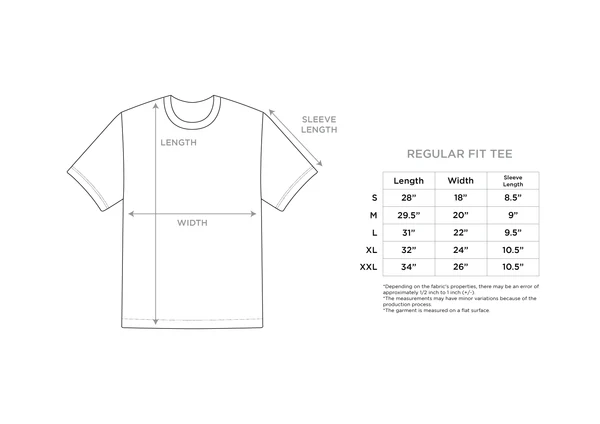 SLEEVE
LENGTH
LENGTH
WIDTH
REGULAR FIT TEE
Length Width Sleeve Length
S 28” 18” 8.5”
M 29.5” 20” 9”
L 31” 22” 9.5”
XL 32” 24” 10.5”
XXL 34” 26” 10.5”
*Depending on the fabric's properties, there may be an error of
approximately 1/2 inch to 1 inch (+/-)
*The measurements may have minor variations because of the
production process.
*The garment is measured on a flat surface